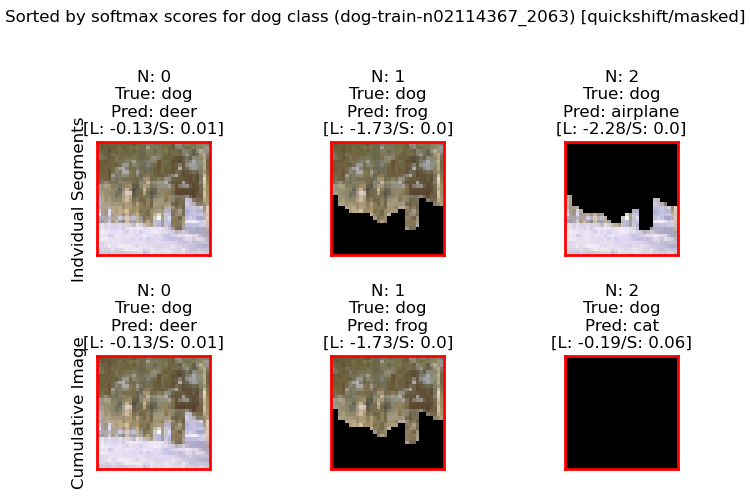 Sorted by softmax scores for dog class (dog-train-n02114367_2063) [quickshift/masked]
Indvidual Segments
N: 0
True: dog
Pred: deer
[L: -0.13/S: 0.01]
N: 1
True: dog
Pred: frog
[L: -1.73/S: 0.0]
N: 2
True: dog
Pred: airplane
[L: -2.28/S: 0.0]
Cumulative Image
N: 0
True: dog
Pred: deer
[L: -0.13/S: 0.01]
N: 1
True: dog
Pred: frog
[L: -1.73/S: 0.0]
N: 2
True: dog
Pred: cat
[L: -0.19/S: 0.06]